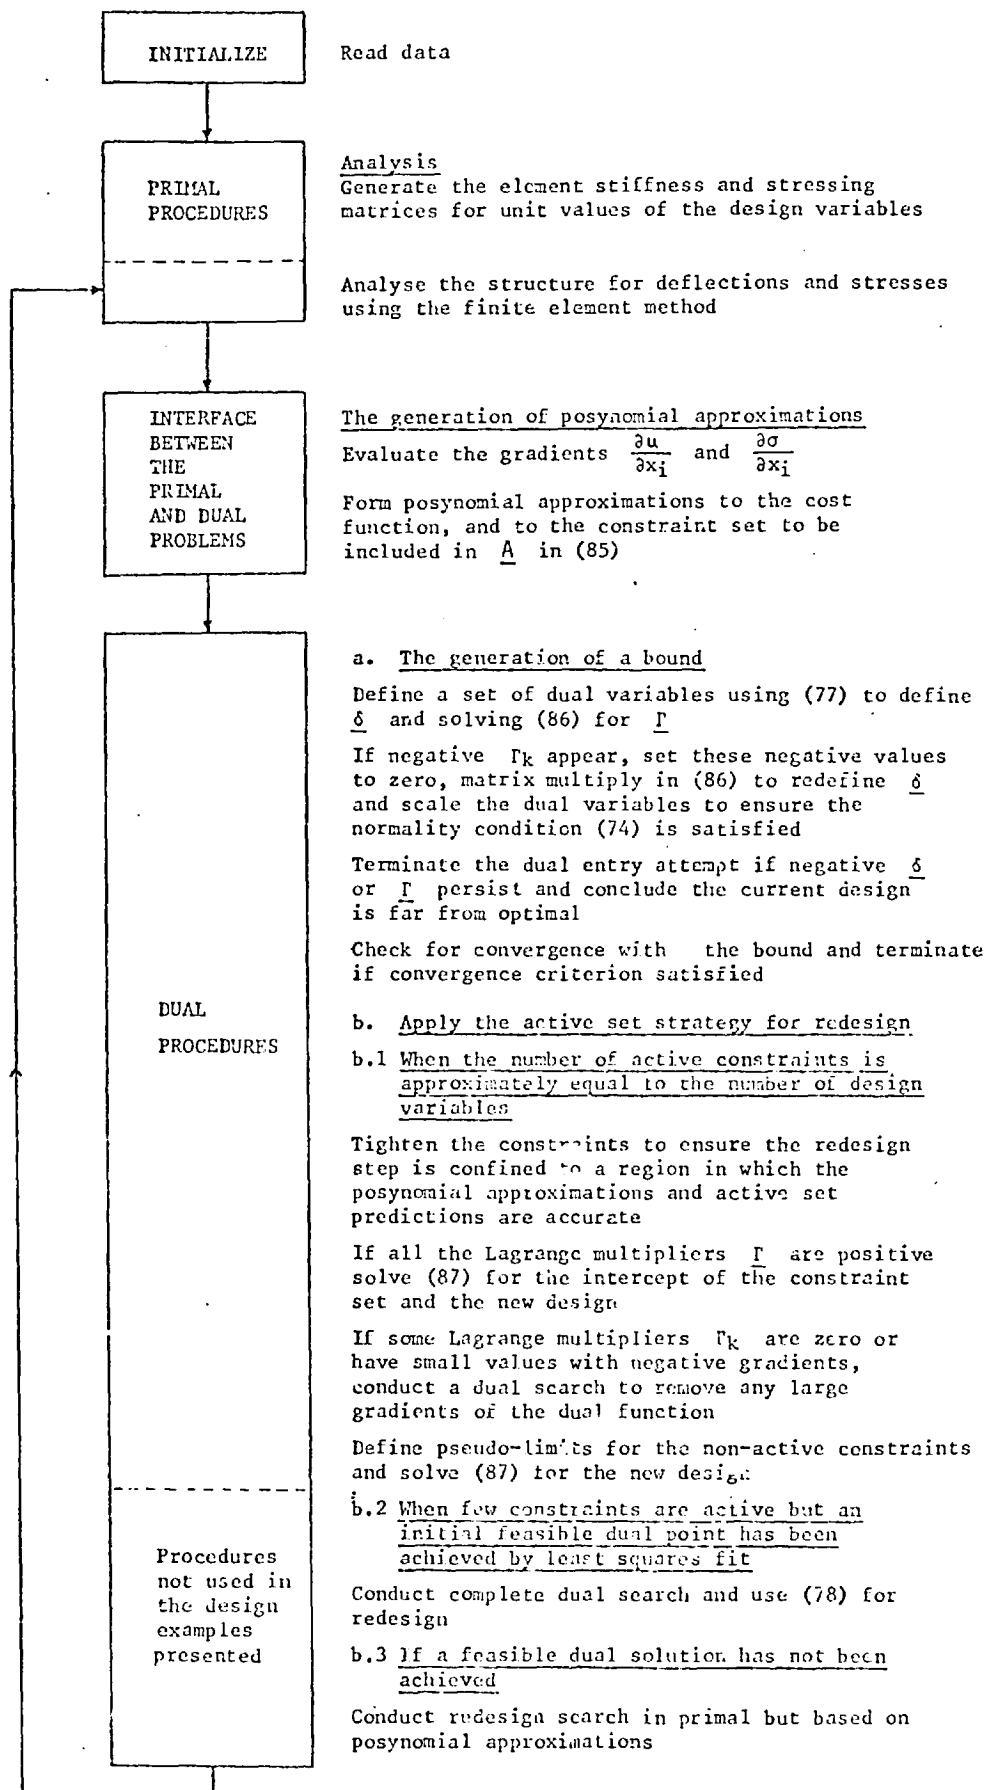 INITIALIZE
Read data
PRIMAL
PROCEDURES
Analysis
Generate the element stiffness and stressing
matrices for unit values of the design variables
Analyse the structure for deflections and stresses
using the finite element method
INTERFACE
BETWEEN
THE
PRIMAL
AND DUAL
PROBLEMS
The generation of posynomial approximations
Evaluate the gradients ∂u/∂xi and ∂σ/∂xi
Form posynomial approximations to the cost
function, and to the constraint set to be
included in A in (85)
DUAL
PROCEDURES
a. The generation of a bound
Define a set of dual variables using (77) to define
δ and solving (86) for Γ
If negative Γk appear, set these negative values
to zero, matrix multiply in (86) to redefine δ
and scale the dual variables to ensure the
normality condition (74) is satisfied
Terminate the dual entry attempt if negative δ
or Γ persist and conclude the current design
is far from optimal
Check for convergence with the bound and terminate
if convergence criterion satisfied
b. Apply the active set strategy for redesign
b.1 When the number of active constraints is
approximately equal to the number of design
variables
Tighten the constraints to ensure the redesign
step is confined to a region in which the
posynomial approximations and active set
predictions are accurate
If all the Lagrange multipliers Γ are positive
solve (87) for the intercept of the constraint
set and the new design
If some Lagrange multipliers Γk are zero or
have small values with negative gradients,
conduct a dual search to remove any large
gradients of the dual function
Define pseudo-limits for the non-active constraints
and solve (87) for the new design
Procedures
not used in
the design
examples
presented
b.2 When few constraints are active but an
initial feasible dual point has been
achieved by least squares fit
Conduct complete dual search and use (78) for
redesign
b.3 If a feasible dual solution has not been
achieved
Conduct redesign search in primal but based on
posynomial approximations